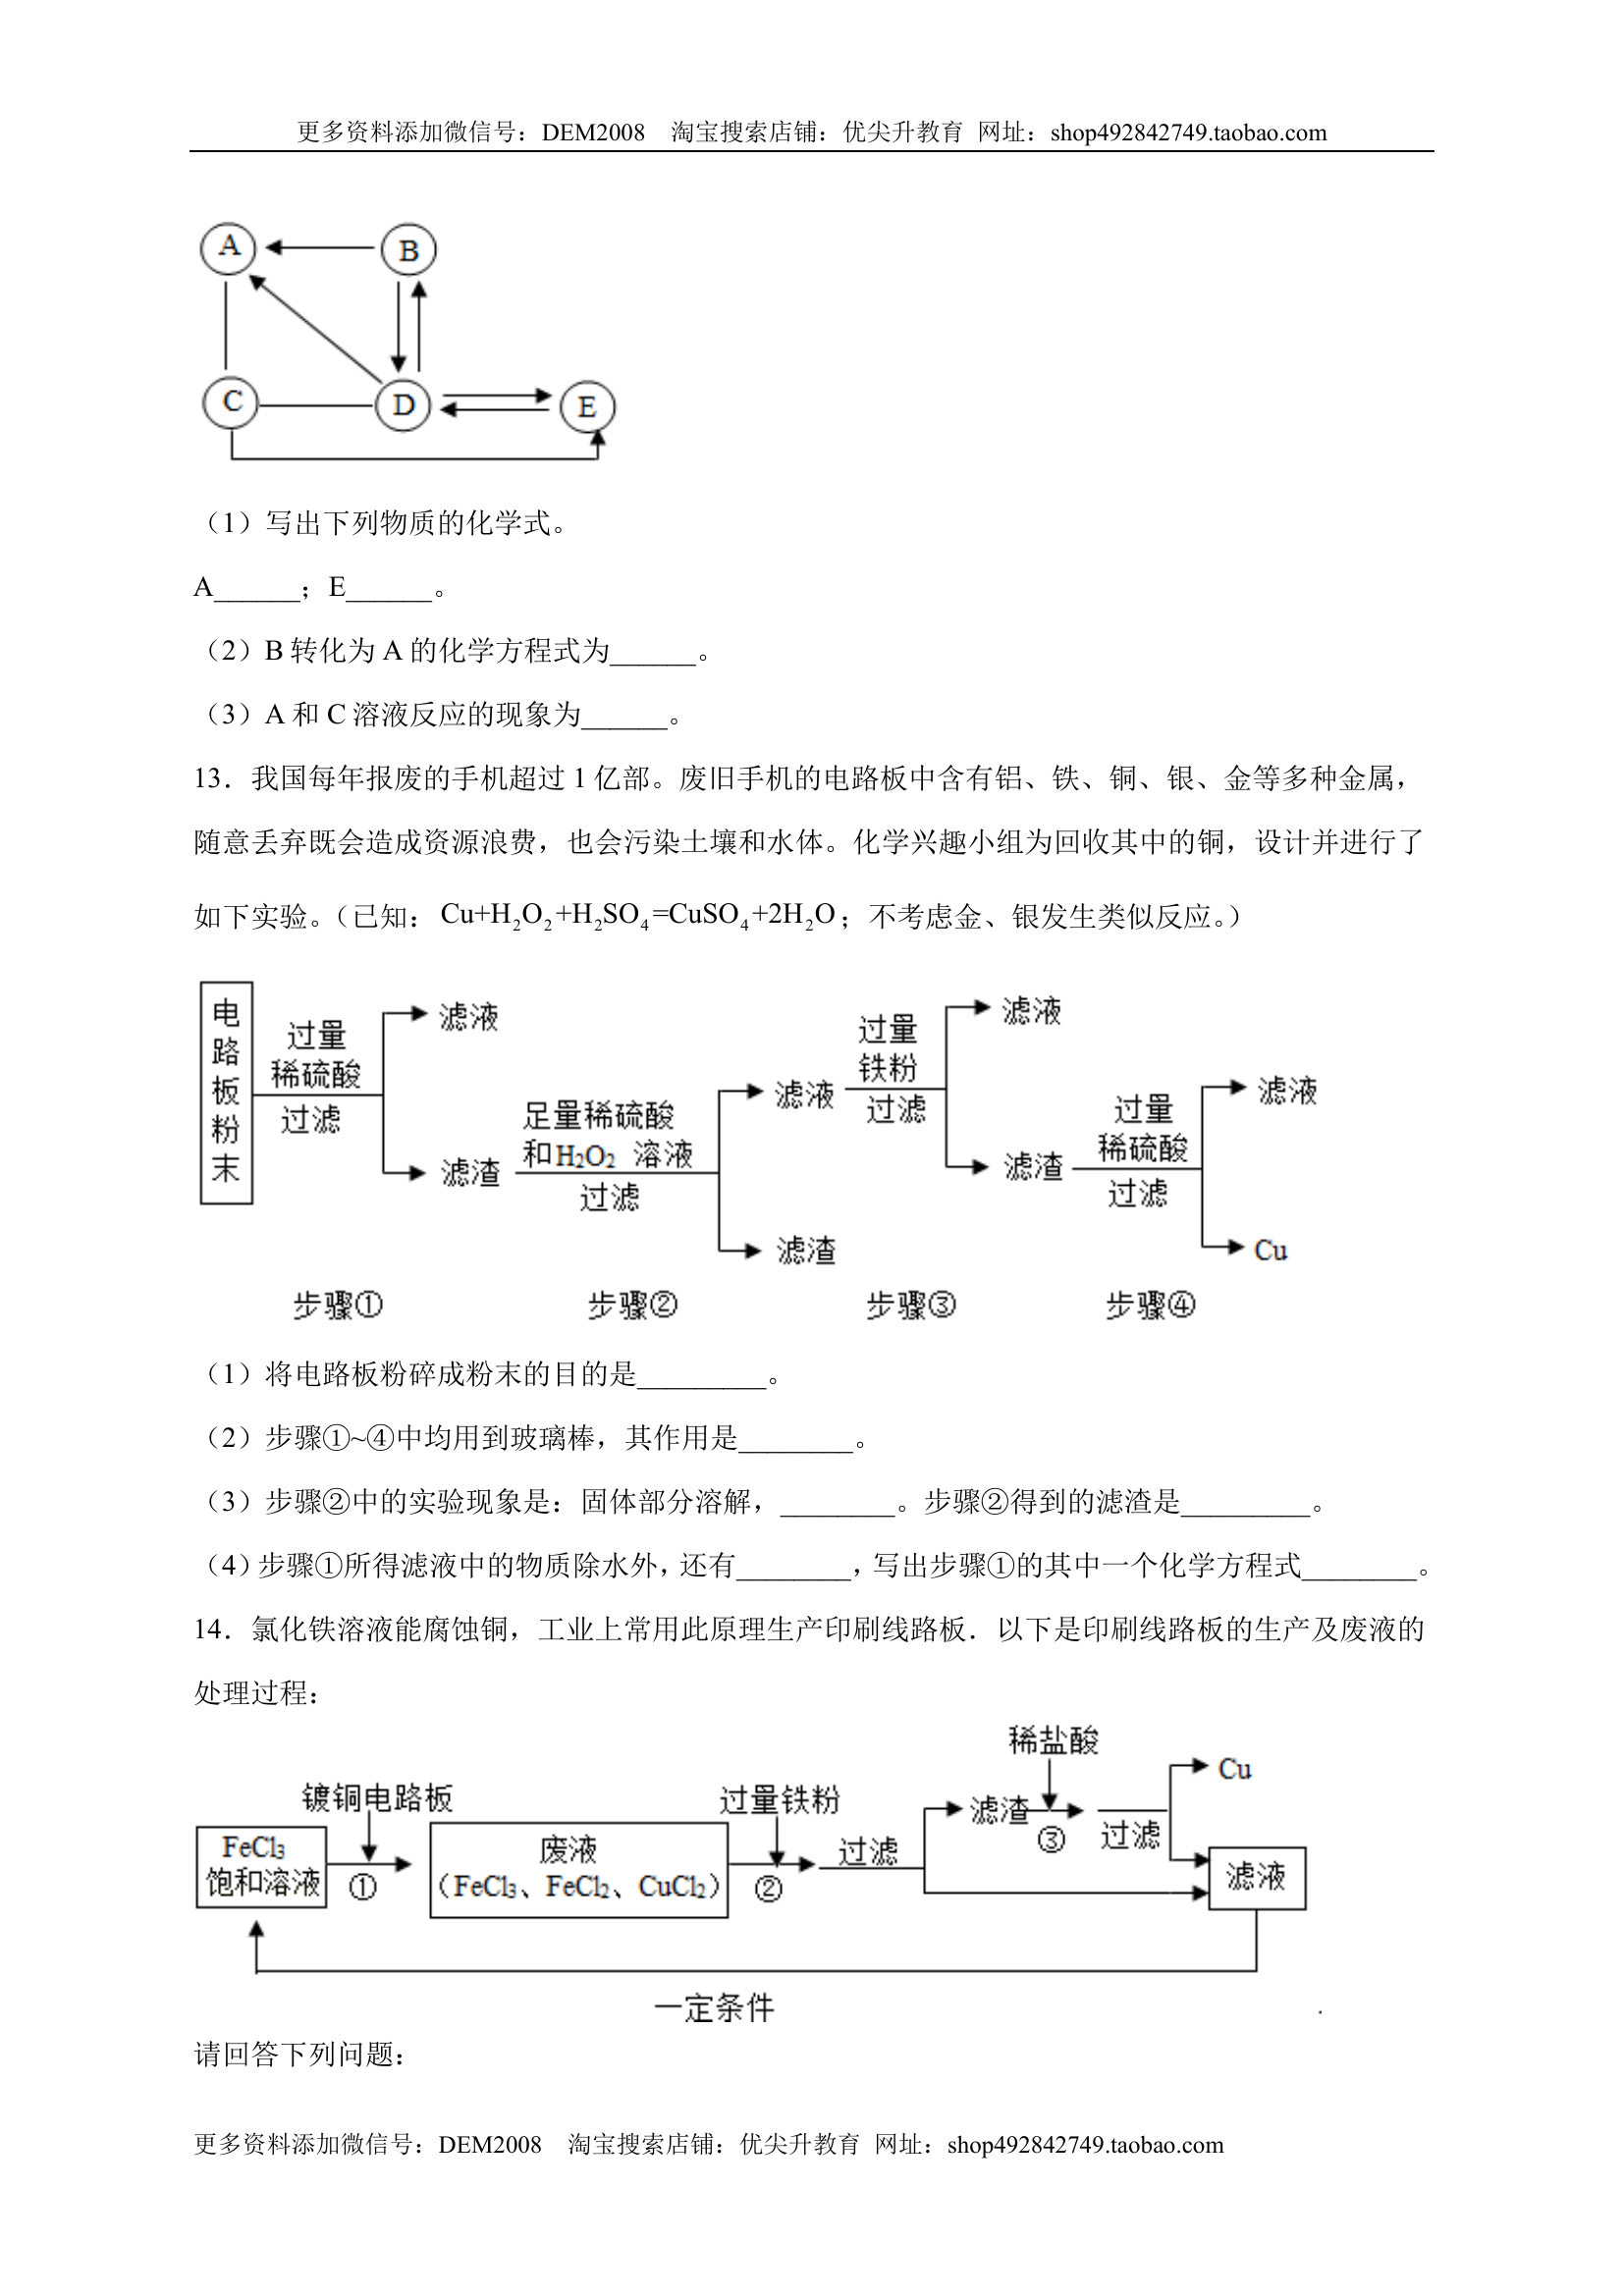 更多资料添加微信号：DEM2008 淘宝搜索店铺：优尖升教育 网址：shop492842749.taobao.com
A B
C D E
（1）写出下列物质的化学式。
A______；E______。
（2）B 转化为 A 的化学方程式为______。
（3）A 和 C 溶液反应的现象为______。
13．我国每年报废的手机超过 1 亿部。废旧手机的电路板中含有铝、铁、铜、银、金等多种金属，
随意丢弃既会造成资源浪费，也会污染土壤和水体。化学兴趣小组为回收其中的铜，设计并进行了
如下实验。（已知：Cu+H₂O₂+H₂SO₄=CuSO₄+2H₂O；不考虑金、银发生类似反应。）
电路板粉末
过量
稀硫酸
过滤
滤液
滤渣
足量稀硫酸
和H₂O₂ 溶液
过滤
滤液
滤渣
过量
铁粉
过滤
滤液
滤渣
过量
稀硫酸
过滤
滤液
Cu
步骤① 步骤② 步骤③ 步骤④
（1）将电路板粉碎成粉末的目的是_________。
（2）步骤①~④中均用到玻璃棒，其作用是________。
（3）步骤②中的实验现象是：固体部分溶解，________。步骤②得到的滤渣是_________。
（4）步骤①所得滤液中的物质除水外，还有________，写出步骤①的其中一个化学方程式________。
14．氯化铁溶液能腐蚀铜，工业上常用此原理生产印刷线路板．以下是印刷线路板的生产及废液的
处理过程：
FeCl₃
饱和溶液
镀铜电路板
①
废液
（FeCl₃、FeCl₂、CuCl₂）
过量铁粉
②
过滤
滤渣
稀盐酸
③
过滤
Cu
滤液
一定条件
.
请回答下列问题：
更多资料添加微信号：DEM2008 淘宝搜索店铺：优尖升教育 网址：shop492842749.taobao.com